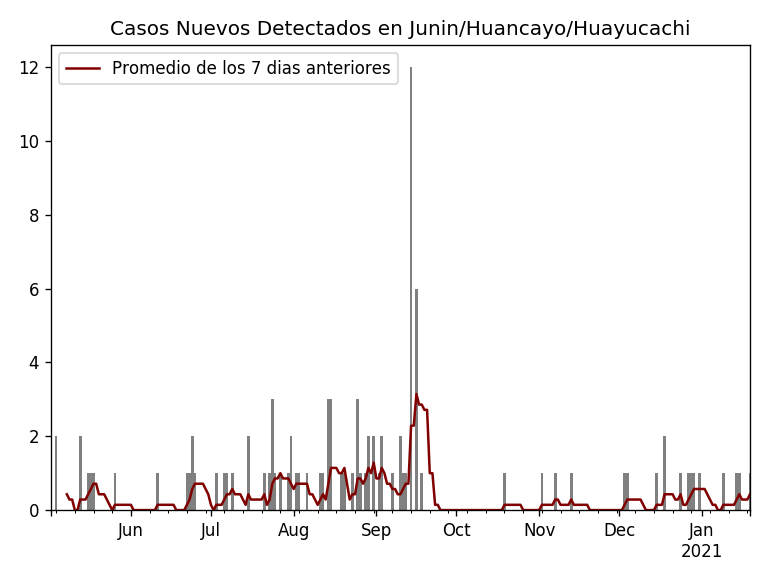 Casos Nuevos Detectados en Junin/Huancayo/Huayucachi
Promedio de los 7 dias anteriores
12
10
8
6
4
2
0
Jun Jul Aug Sep Oct Nov Dec Jan
2021